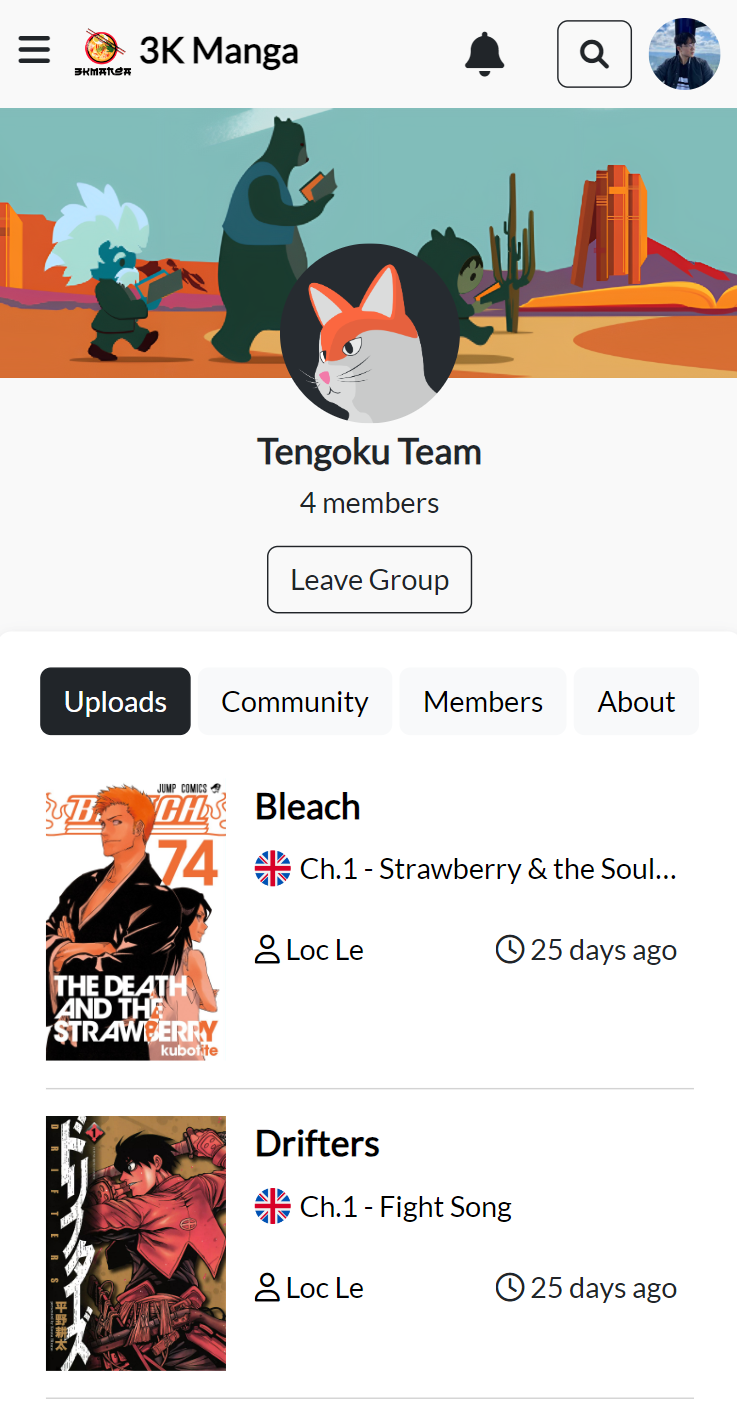 3KMANGA
3K Manga
Tengoku Team
4 members
Leave Group
Uploads
Community
Members
About
JUMP COMICS
BLEACH
74
THE DEATH
AND THE
STRAWBERRY
kubotite
Bleach
Ch.1 - Strawberry & the Soul...
Loc Le
25 days ago
1
ドリフターズ
DRIFTERS
平野耕太
Drifters
Ch.1 - Fight Song
Loc Le
25 days ago